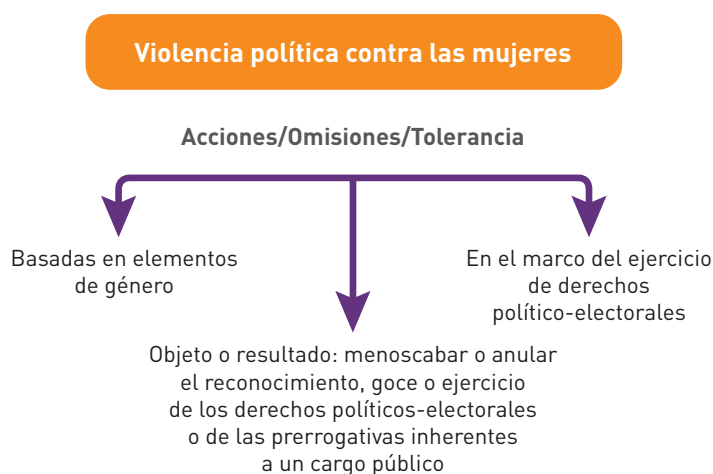 Violencia política contra las mujeres
Acciones/Omisiones/Tolerancia
Basadas en elementos
de género
En el marco del ejercicio
de derechos
político-electorales
Objeto o resultado: menoscabar o anular
el reconocimiento, goce o ejercicio
de los derechos políticos-electorales
o de las prerrogativas inherentes
a un cargo público